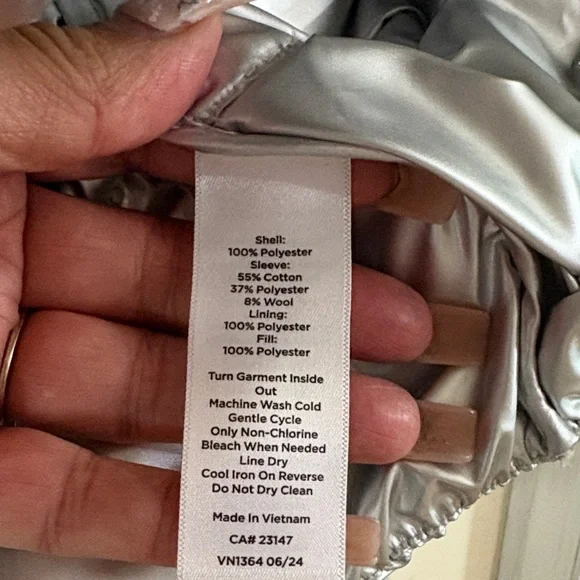 Shell:
100% Polyester
Sleeve:
55% Cotton
37% Polyester
8% Wool
Lining:
100% Polyester
Fill:
100% Polyester
Turn Garment Inside
Out
Machine Wash Cold
Gentle Cycle
Only Non-Chlorine
Bleach When Needed
Line Dry
Cool Iron On Reverse
Do Not Dry Clean
Made In Vietnam
CA# 23147
VN1364 06/24